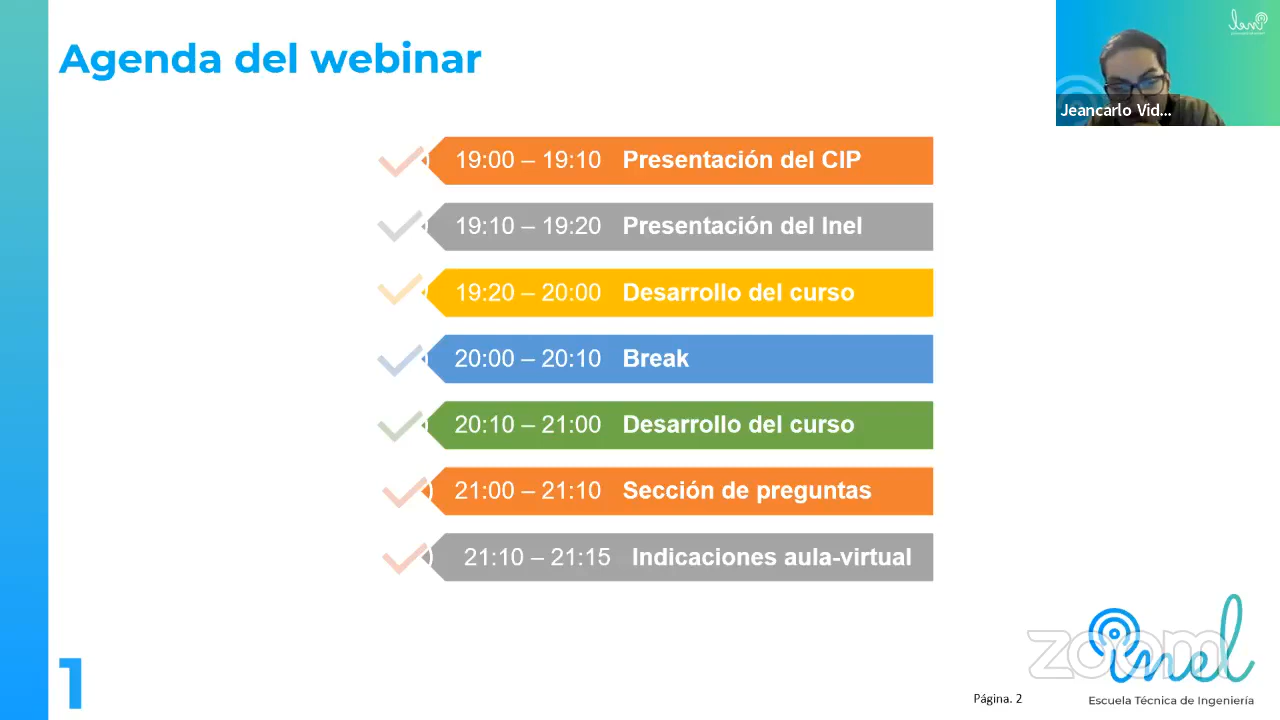 Agenda del webinar
Jeancarlo Vid...
19:00 – 19:10 Presentación del CIP
19:10 – 19:20 Presentación del Inel
19:20 – 20:00 Desarrollo del curso
20:00 – 20:10 Break
20:10 – 21:00 Desarrollo del curso
21:00 – 21:10 Sección de preguntas
21:10 – 21:15 Indicaciones aula-virtual
zoom
inel
1
Página. 2
Escuela Técnica de Ingeniería